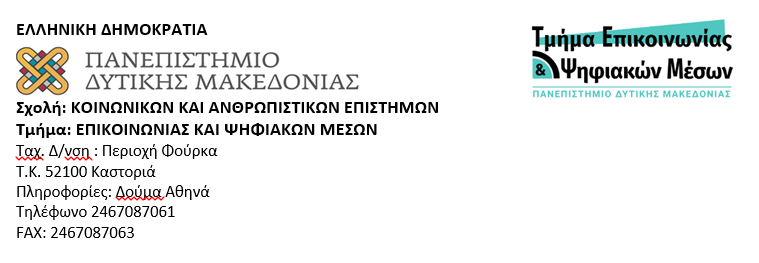 ΕΛΛΗΝΙΚΗ ΔΗΜΟΚΡΑΤΙΑ
ΠΑΝΕΠΙΣΤΗΜΙΟ
ΔΥΤΙΚΗΣ ΜΑΚΕΔΟΝΙΑΣ
Σχολή: ΚΟΙΝΩΝΙΚΩΝ ΚΑΙ ΑΝΘΡΩΠΙΣΤΙΚΩΝ ΕΠΙΣΤΗΜΩΝ
Τμήμα: ΕΠΙΚΟΙΝΩΝΙΑΣ ΚΑΙ ΨΗΦΙΑΚΩΝ ΜΕΣΩΝ
Ταχ. Δ/νση : Περιοχή Φούρκα
Τ.Κ. 52100 Καστοριά
Πληροφορίες: Δούμα Αθηνά
Τηλέφωνο 2467087061
FAX: 2467087063
Τμήμα Επικοινωνίας
& Ψηφιακών Μέσων
ΠΑΝΕΠΙΣΤΗΜΙΟ ΔΥΤΙΚΗΣ ΜΑΚΕΔΟΝΙΑΣ